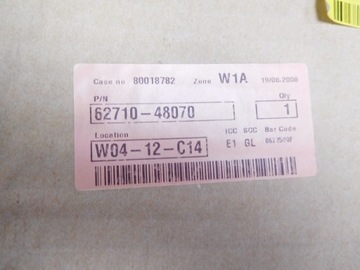 Case no 80018782 Zone W1A 19/06/2008
P/N Qty
62710-48070 1
Location ICC SCC Bar Code
W04-12-C14 E1 GL